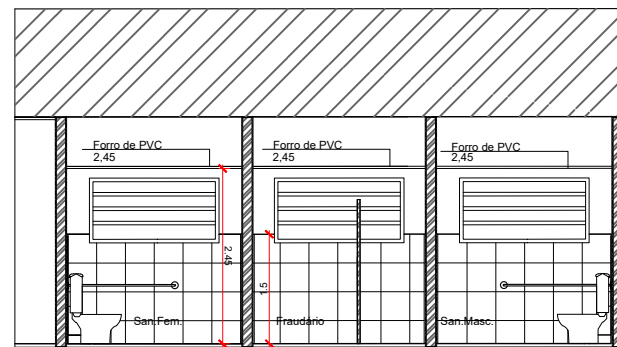 Forro de PVC
2,45
Forro de PVC
2,45
Forro de PVC
2,45
2.45
1.5
San.Fem.
Fraudário
San.Masc.